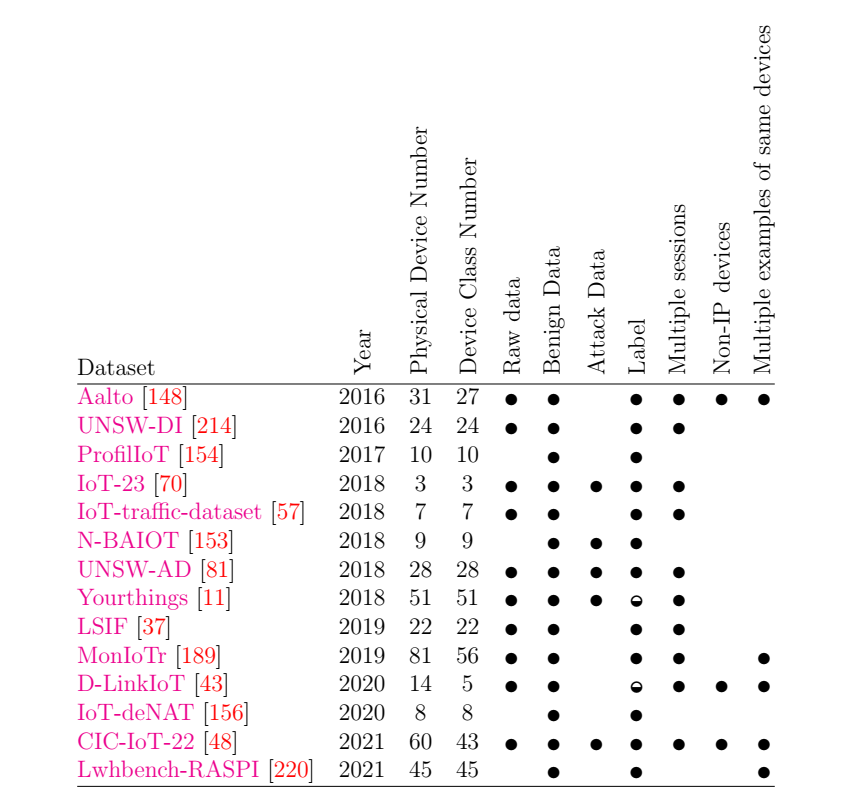 Dataset Year Physical Device Number Device Class Number Raw data Benign Data Attack Data Label Multiple sessions Non-IP devices Multiple examples of same devices
Aalto [148] 2016 31 27 ● ● ● ● ● ●
UNSW-DI [214] 2016 24 24 ● ● ● ●
ProfilIoT [154] 2017 10 10 ● ●
IoT-23 [70] 2018 3 3 ● ● ● ● ●
IoT-traffic-dataset [57] 2018 7 7 ● ● ● ●
N-BAIOT [153] 2018 9 9 ● ● ●
UNSW-AD [81] 2018 28 28 ● ● ● ● ●
Yourthings [11] 2018 51 51 ● ● ● ◒ ●
LSIF [37] 2019 22 22 ● ● ● ●
MonIoTr [189] 2019 81 56 ● ● ● ● ●
D-LinkIoT [43] 2020 14 5 ● ● ◒ ● ● ●
IoT-deNAT [156] 2020 8 8 ● ●
CIC-IoT-22 [48] 2021 60 43 ● ● ● ● ● ● ●
Lwhbench-RASPI [220] 2021 45 45 ● ● ●